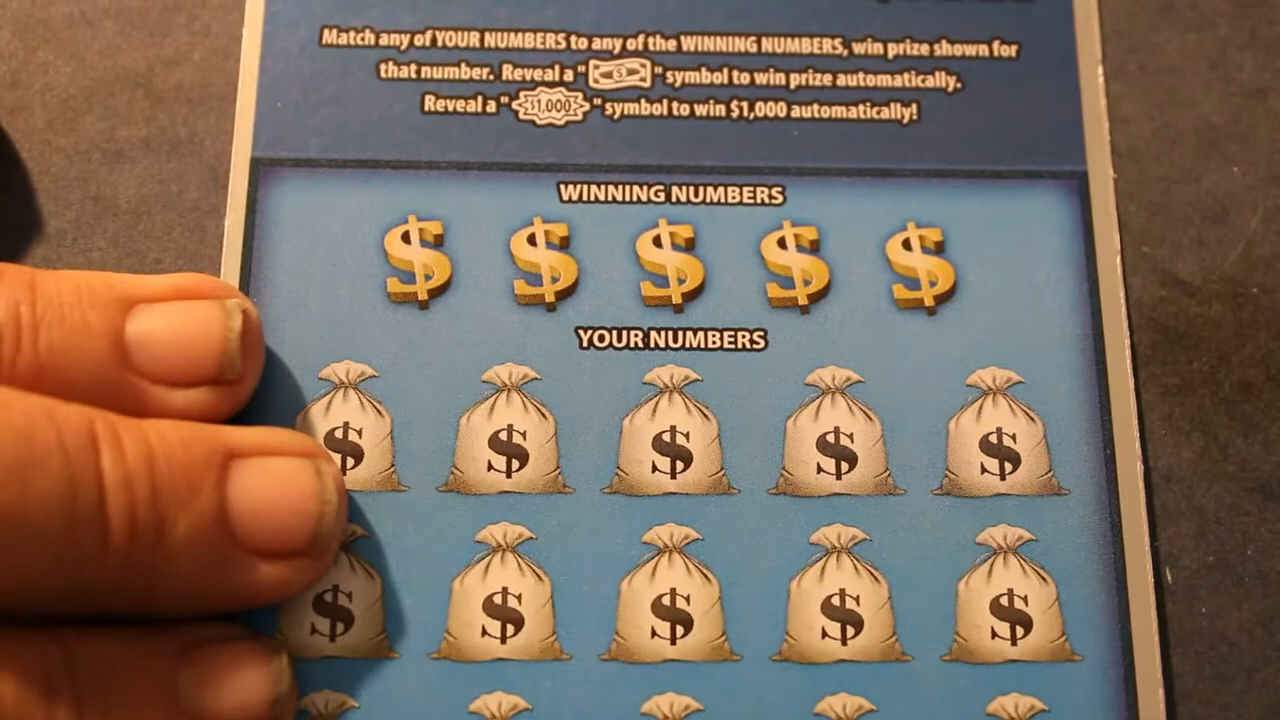 Match any of YOUR NUMBERS to any of the WINNING NUMBERS, win prize shown for
that number. Reveal a " $ " symbol to win prize automatically.
Reveal a " $1,000 " symbol to win $1,000 automatically!
WINNING NUMBERS
$ $ $ $ $
YOUR NUMBERS
$ $ $ $ $
$ $ $ $ $